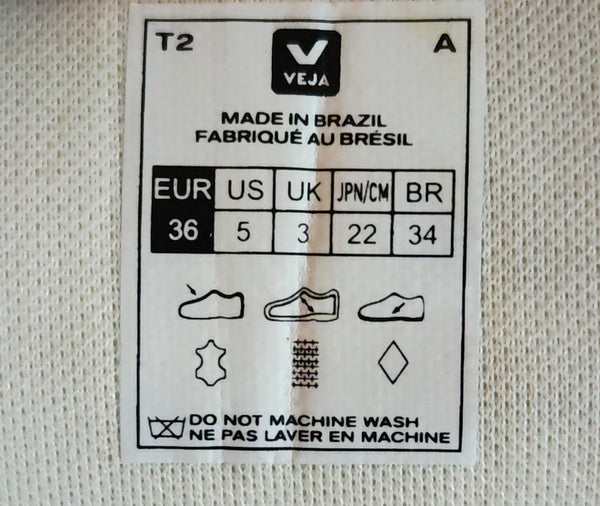 T2 A
VEJA
MADE IN BRAZIL
FABRIQUÉ AU BRÉSIL
EUR US UK JPN/CM BR
36 5 3 22 34
DO NOT MACHINE WASH
NE PAS LAVER EN MACHINE